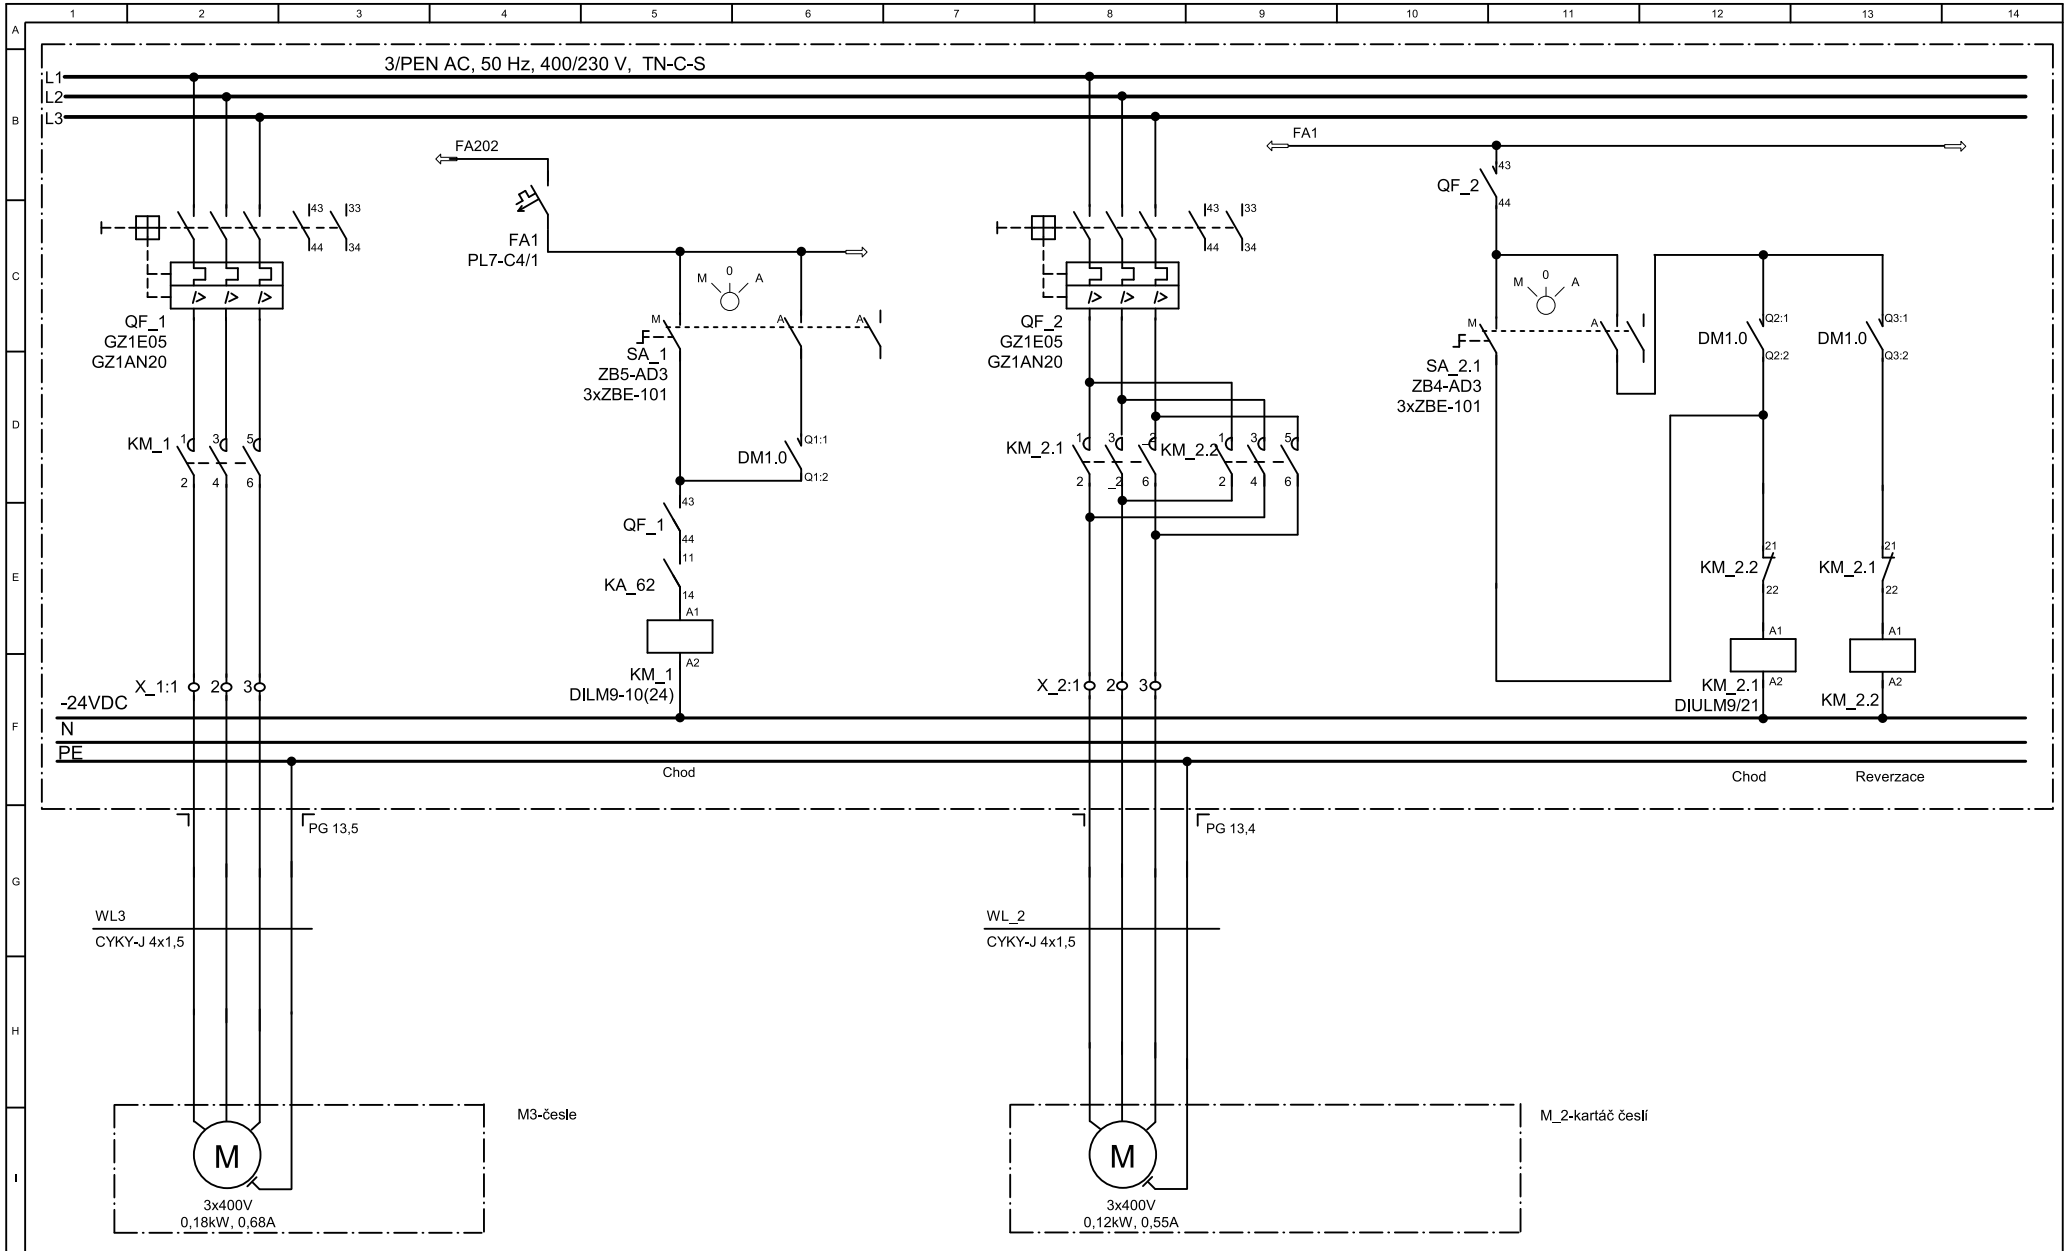 1 2 3 4 5 6 7 8 9 10 11 12 13 14
A
B
C
D
E
F
G
H
I
3/PEN AC, 50 Hz, 400/230 V, TN-C-S
L1
L2
L3
FA202
FA1
43
QF_2
44
43 33
44 34
FA1
PL7-C4/1
43 33
44 34
M 0 A
M 0 A
QF_1
GZ1E05
GZ1AN20
M A A
SA_1
ZB5-AD3
3xZBE-101
QF_2
GZ1E05
GZ1AN20
M A
SA_2.1
ZB4-AD3
3xZBE-101
Q2:1
DM1.0
Q2:2
Q3:1
DM1.0
Q3:2
KM_1 1 3 5
2 4 6
Q1:1
DM1.0
Q1:2
KM_2.1 1 3 _2
2 _2 6
KM_2.2 1 3 5
2 4 6
43
QF_1
44
11
KA_62
14
A1
A2
KM_1
DILM9-10(24)
21
KM_2.2
22
21
KM_2.1
22
A1
A2
KM_2.1
DIULM9/21
A1
A2
KM_2.2
X_1:1 2 3
X_2:1 2 3
-24VDC
N
PE
Chod
Chod
Reverzace
PG 13,5
PG 13,4
WL3
CYKY-J 4x1,5
WL_2
CYKY-J 4x1,5
M3-česle
M
3x400V
0,18kW, 0,68A
M_2-kartáč česlí
M
3x400V
0,12kW, 0,55A
I> I> I>
I> I> I>